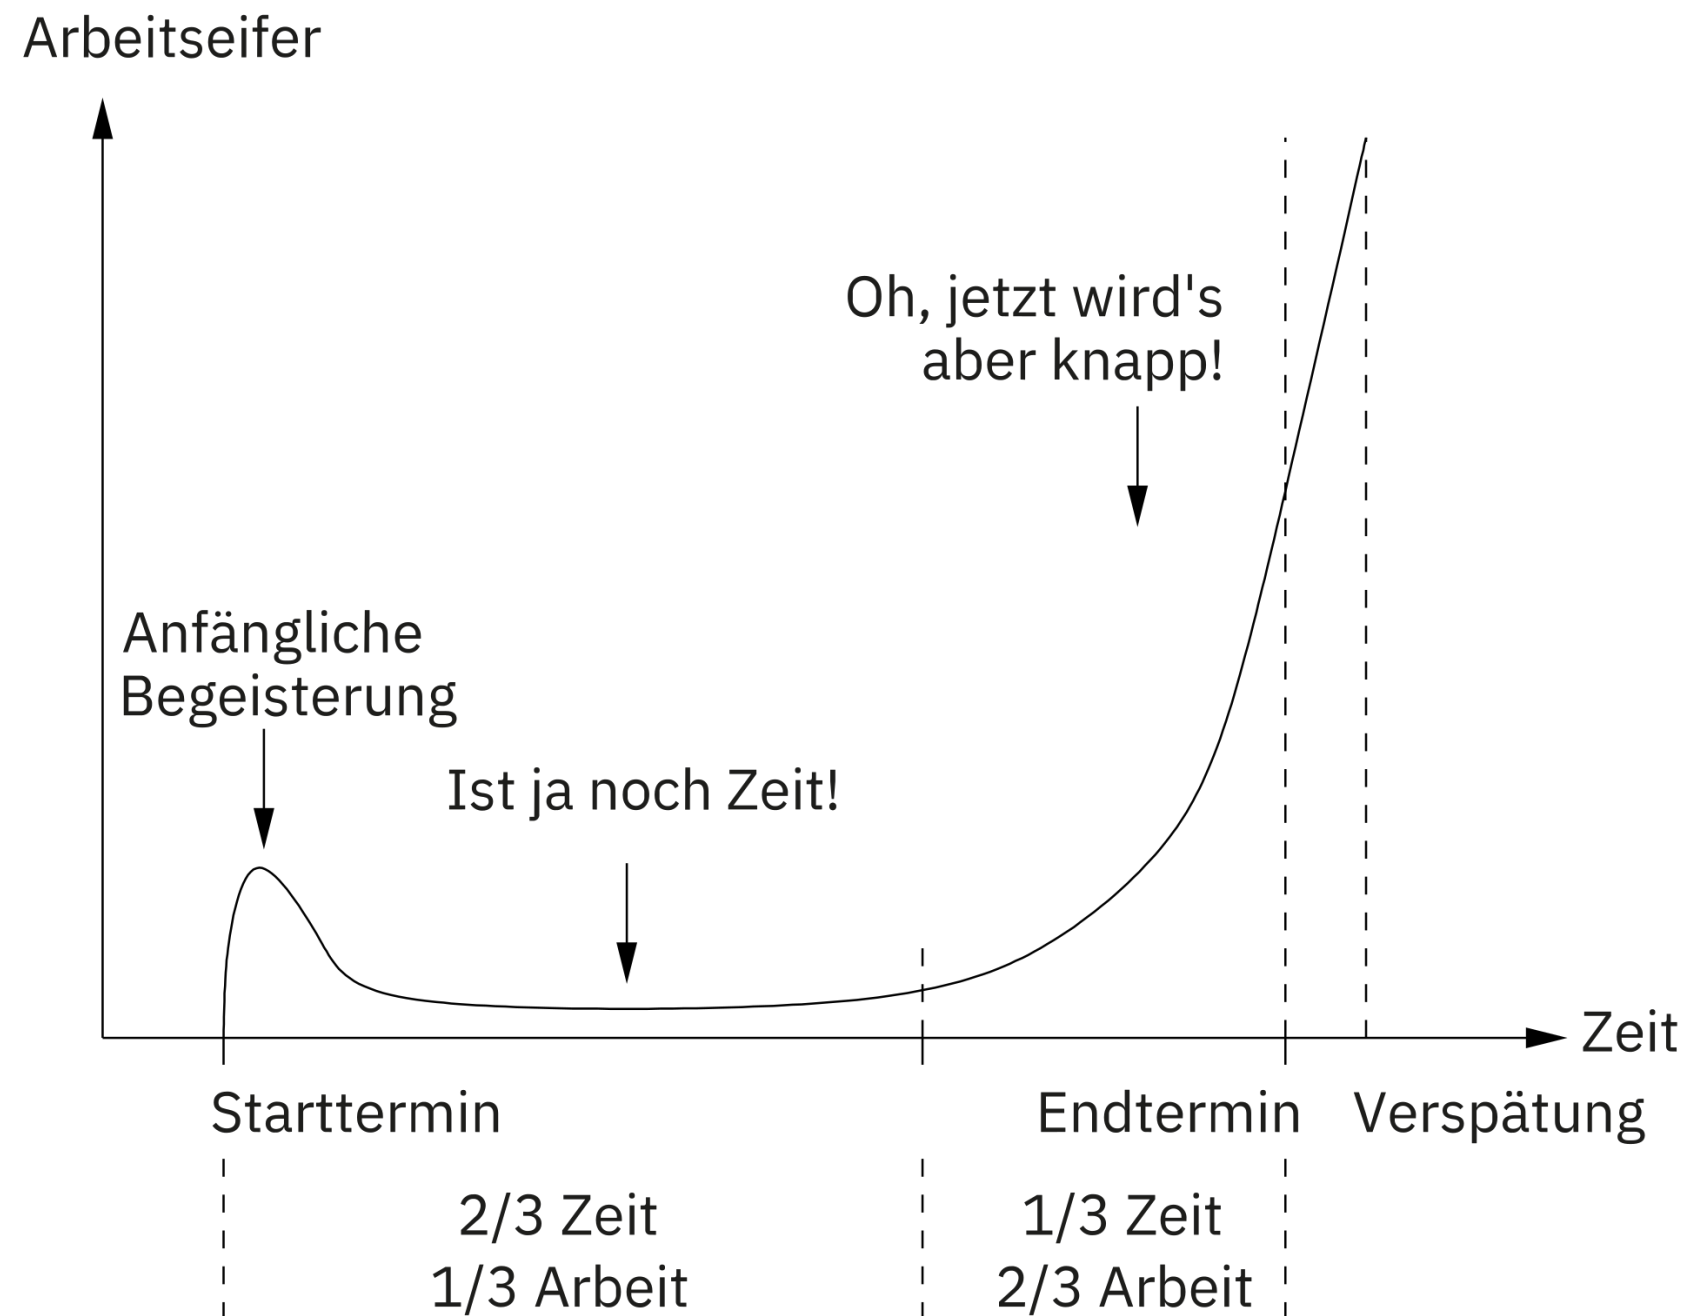 Arbeitseifer
Oh, jetzt wird's
aber knapp!
Anfängliche
Begeisterung
Ist ja noch Zeit!
Zeit
Starttermin
Endtermin
Verspätung
2/3 Zeit
1/3 Arbeit
1/3 Zeit
2/3 Arbeit